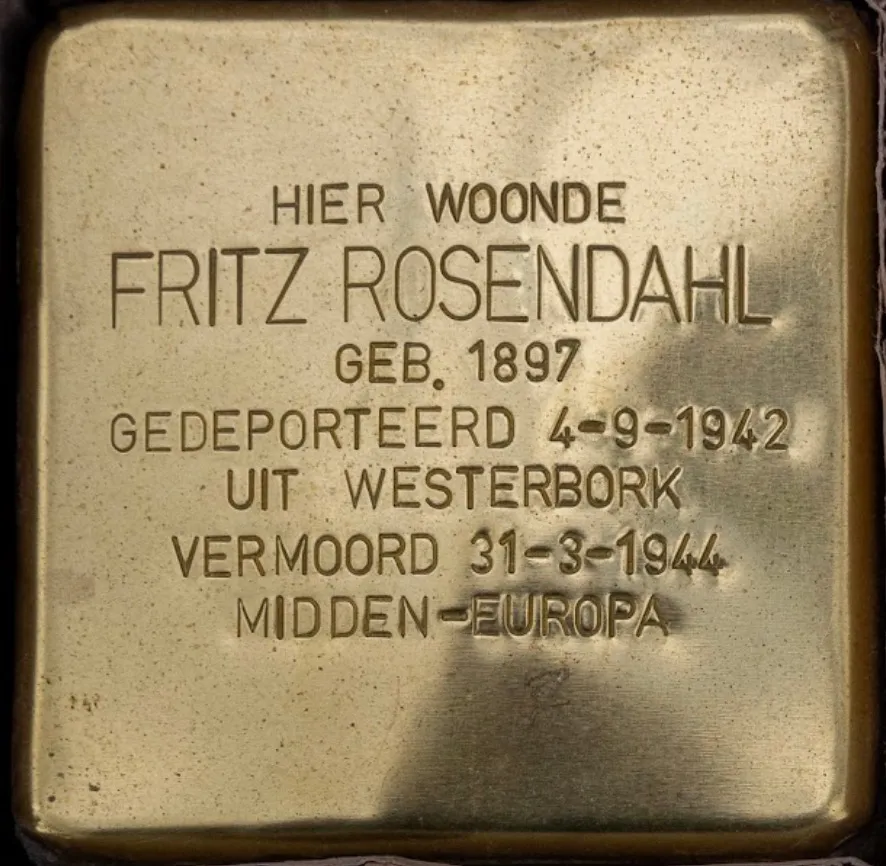 HIER WOONDE
FRITZ ROSENDAHL
GEB. 1897
GEDEPORTEERD 4-9-1942
UIT WESTERBORK
VERMOORD 31-3-1944
MIDDEN-EUROPA